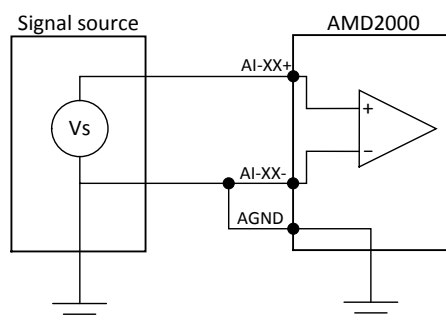 Signal source
AMD2000
AI-XX+
Vs
+
−
AI-XX-
AGND